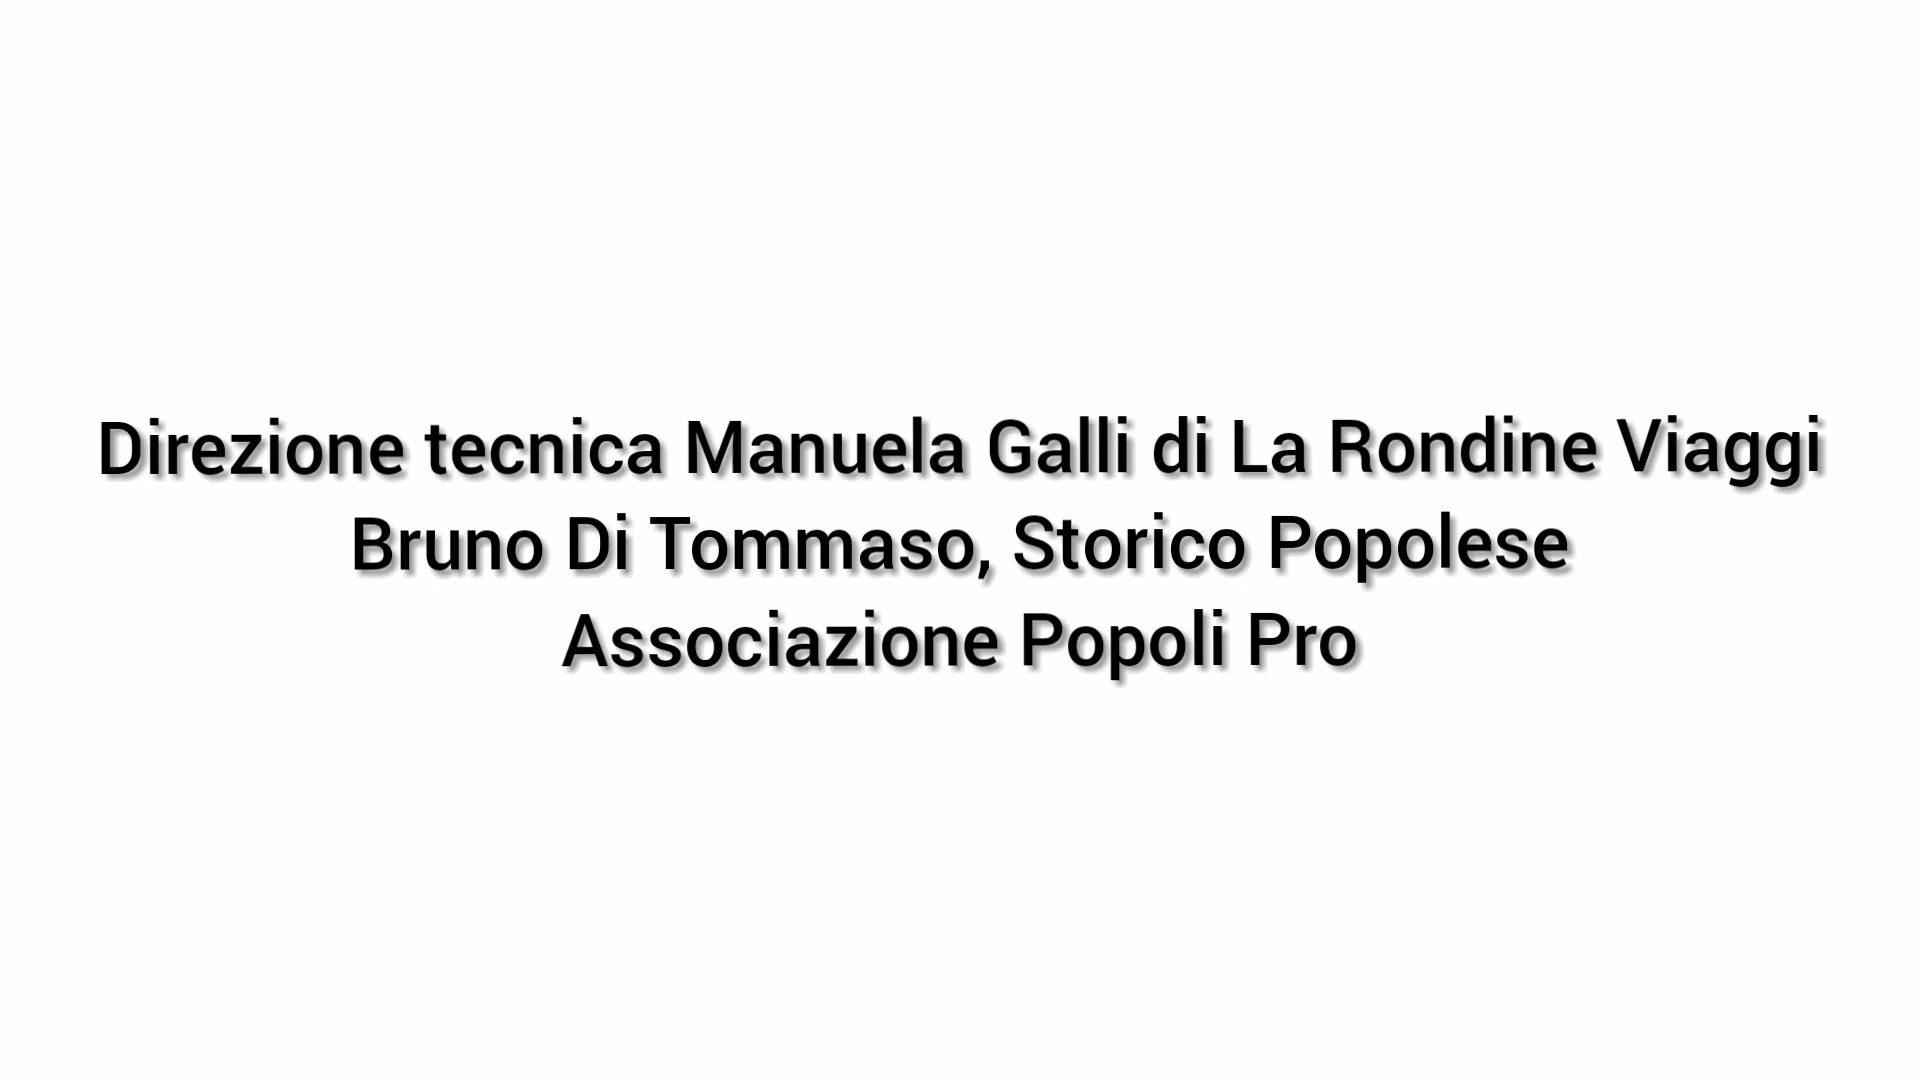 Direzione tecnica Manuela Galli di La Rondine Viaggi
Bruno Di Tommaso, Storico Popolese
Associazione Popoli Pro